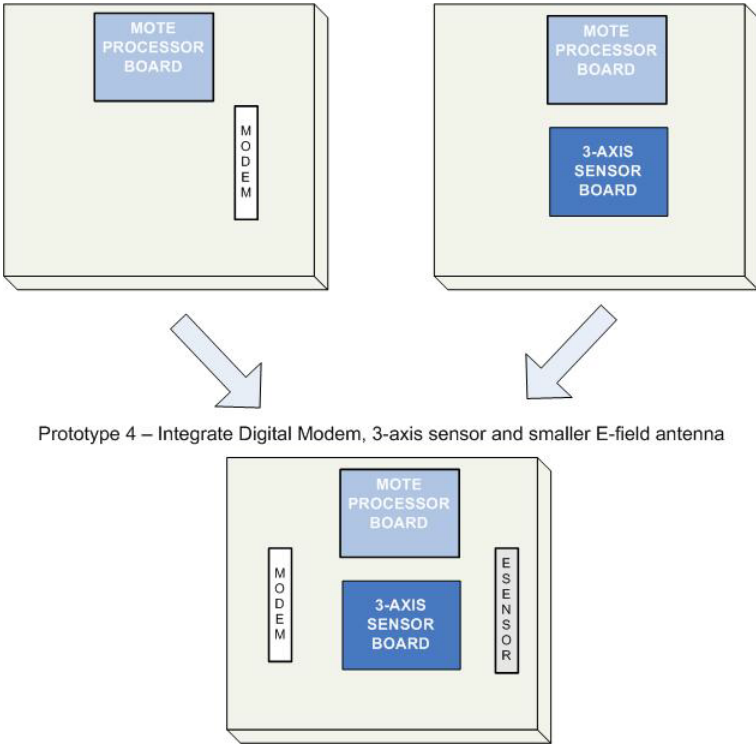 MOTE
PROCESSOR
BOARD
M
O
D
E
M
MOTE
PROCESSOR
BOARD
3-AXIS
SENSOR
BOARD
Prototype 4 – Integrate Digital Modem, 3-axis sensor and smaller E-field antenna
MOTE
PROCESSOR
BOARD
M
O
D
E
M
3-AXIS
SENSOR
BOARD
E
S
E
N
S
O
R